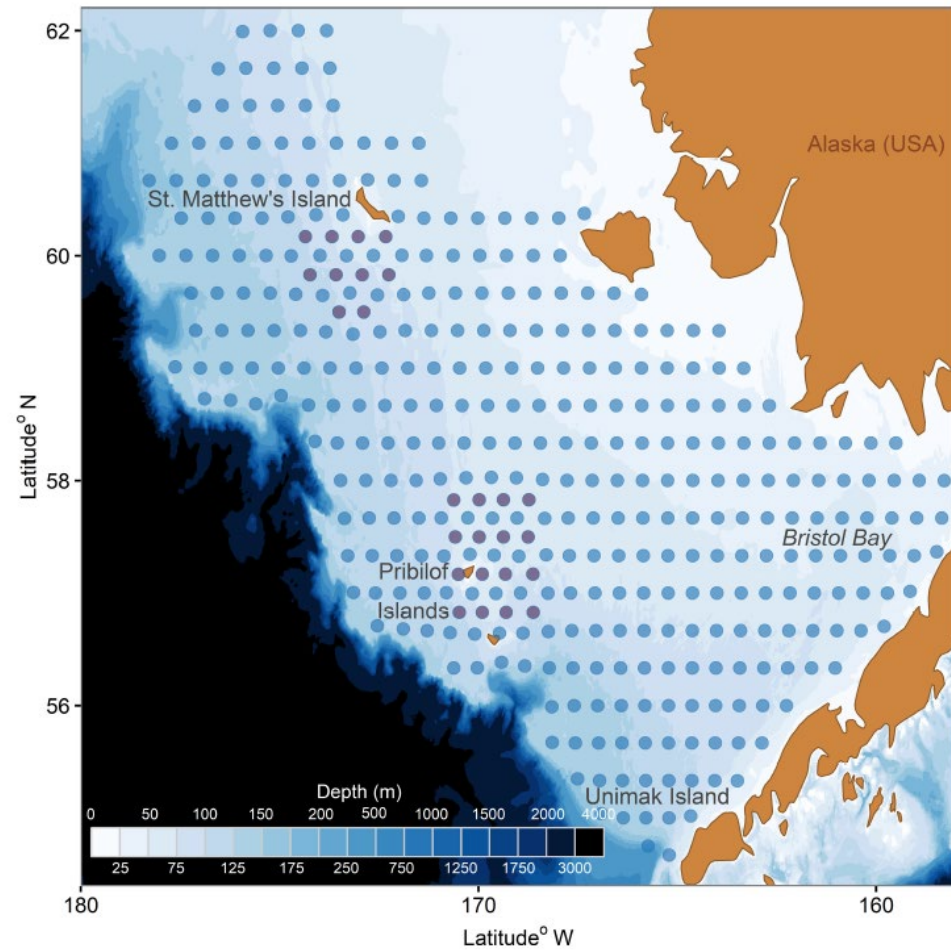 62
Alaska (USA)
St. Matthew's Island
60
Latitude° N
58
Bristol Bay
Pribilof
Islands
56
Depth (m)
0 50 100 150 200 500 1000 1500 2000 4000
Unimak Island
25 75 125 175 250 750 1250 1750 3000
180 170 160
Latitude° W